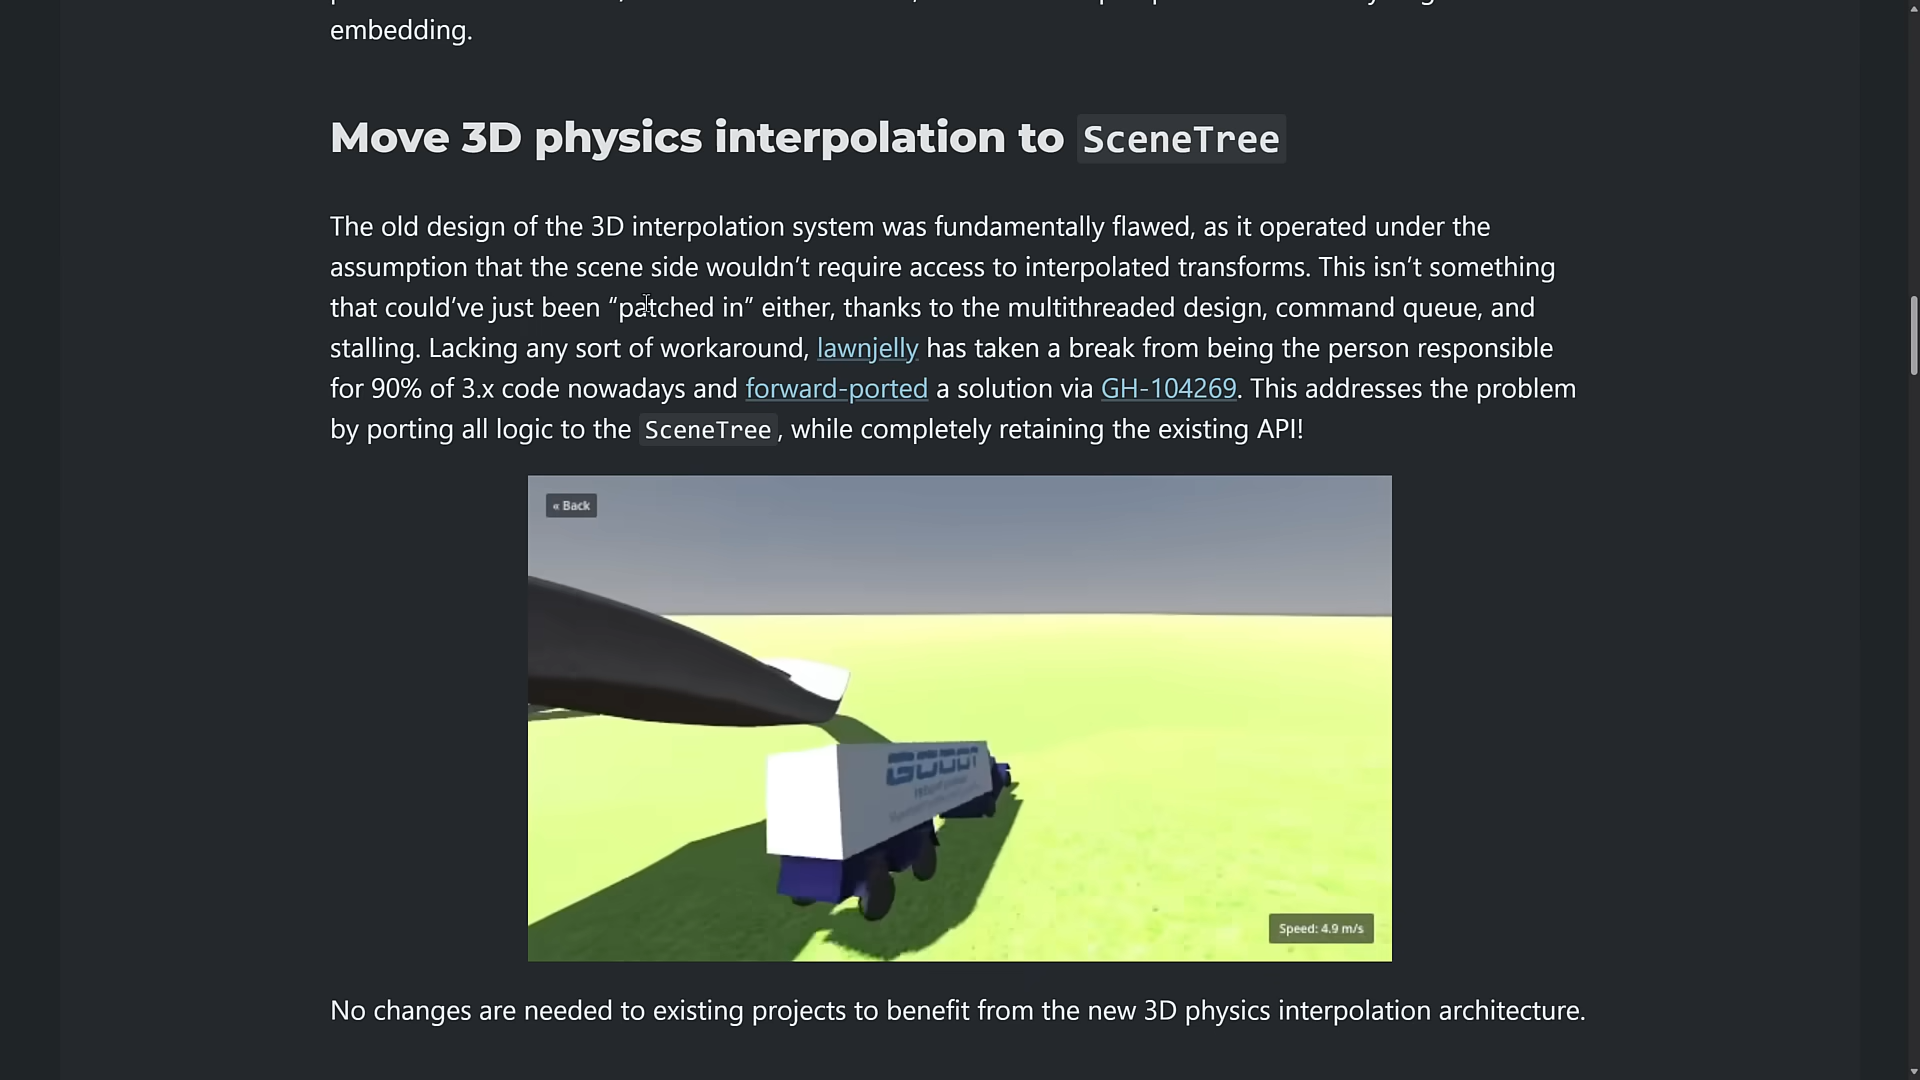 embedding.
Move 3D physics interpolation to SceneTree
The old design of the 3D interpolation system was fundamentally flawed, as it operated under the
assumption that the scene side wouldn’t require access to interpolated transforms. This isn’t something
that could’ve just been “patched in” either, thanks to the multithreaded design, command queue, and
stalling. Lacking any sort of workaround, lawnjelly has taken a break from being the person responsible
for 90% of 3.x code nowadays and forward-ported a solution via GH-104269. This addresses the problem
by porting all logic to the SceneTree, while completely retaining the existing API!
« Back
GODOT
Speed: 4.9 m/s
No changes are needed to existing projects to benefit from the new 3D physics interpolation architecture.